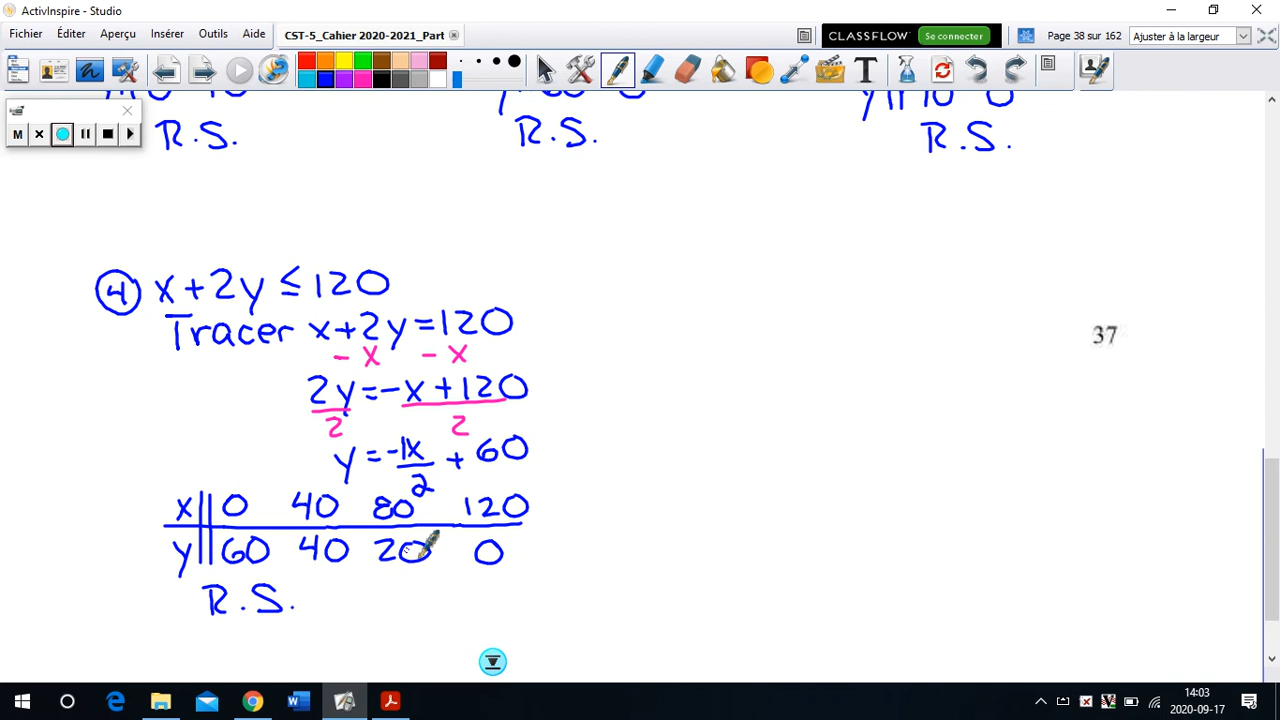 ActivInspire - Studio
Fichier Éditer Aperçu Insérer Outils Aide CST-5_Cahier 2020-2021_Part CLASSFLOW Se connecter Page 38 sur 162 Ajuster à la largeur
M
R.S. R.S. R.S.
④ x+2y ≤ 120
Tracer x+2y=120
-x -x
2y=-x+120
2 2
y=-1x/2 + 60
x || 0 40 80 120
y || 60 40 20 0
R.S.
37
14:03
2020-09-17